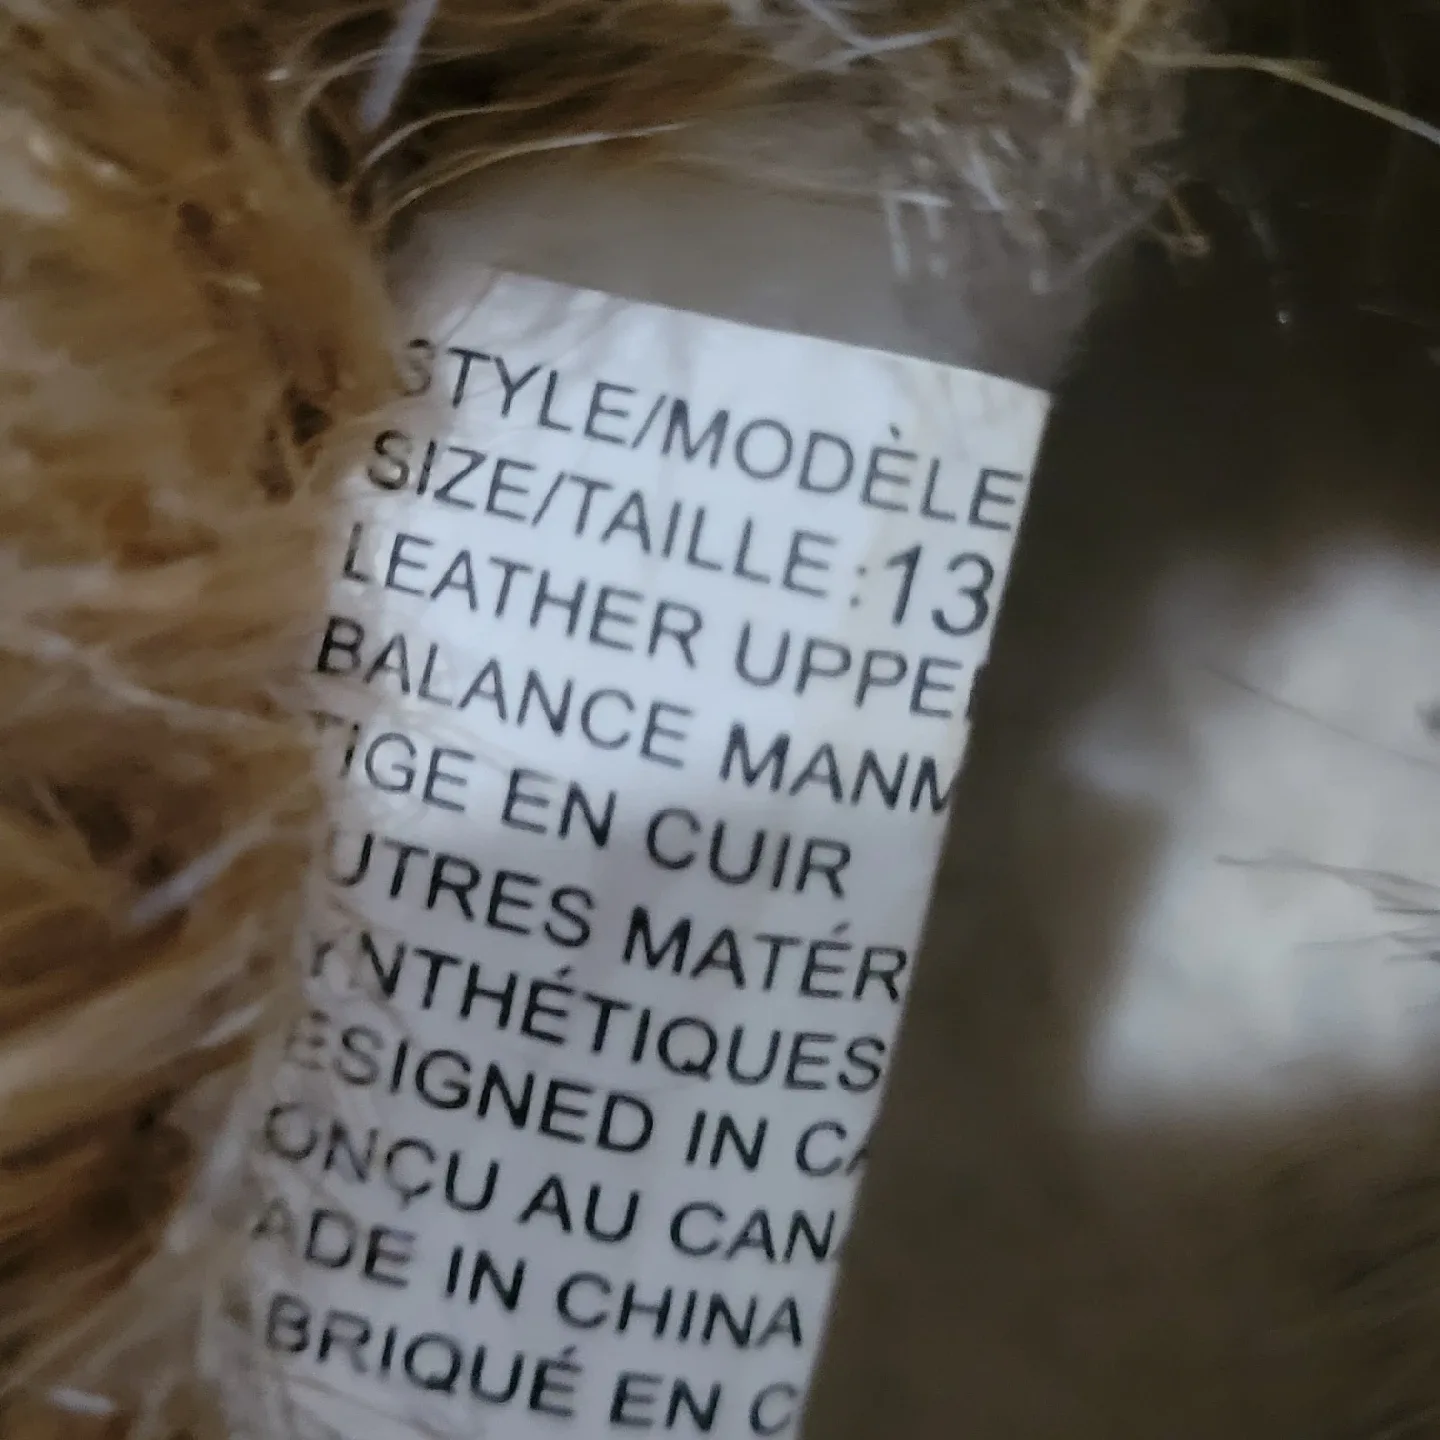 STYLE/MODÈLE
SIZE/TAILLE:13
LEATHER UPPE
BALANCE MANM
TIGE EN CUIR
UTRES MATÉR
YNTHÉTIQUES
ESIGNED IN CA
ONÇU AU CAN
ADE IN CHINA
BRIQUÉ EN C